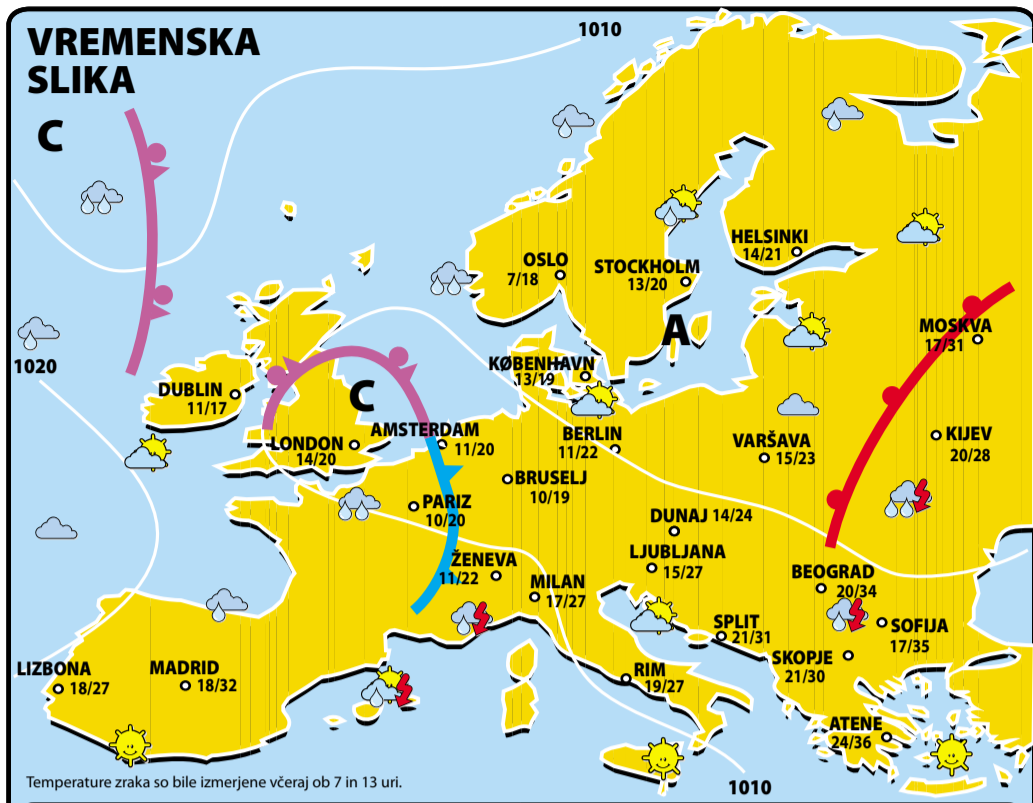 VREMENSKA
SLIKA
1010
C
HELSINKI
14/21
OSLO
7/18
STOCKHOLM
13/20
A
MOSKVA
17/31
1020
KØBENHAVN
13/19
DUBLIN
11/17
C
AMSTERDAM
11/20
LONDON
14/20
BERLIN
11/22
VARŠAVA
15/23
KIJEV
20/28
BRUSELJ
10/19
PARIZ
10/20
DUNAJ 14/24
LJUBLJANA
15/27
ŽENEVA
11/22
MILAN
17/27
BEOGRAD
20/34
SPLIT
21/31
SOFIJA
17/35
SKOPJE
21/30
LIZBONA
18/27
MADRID
18/32
RIM
19/27
ATENE
24/36
Temperature zraka so bile izmerjene včeraj ob 7 in 13 uri.
1010